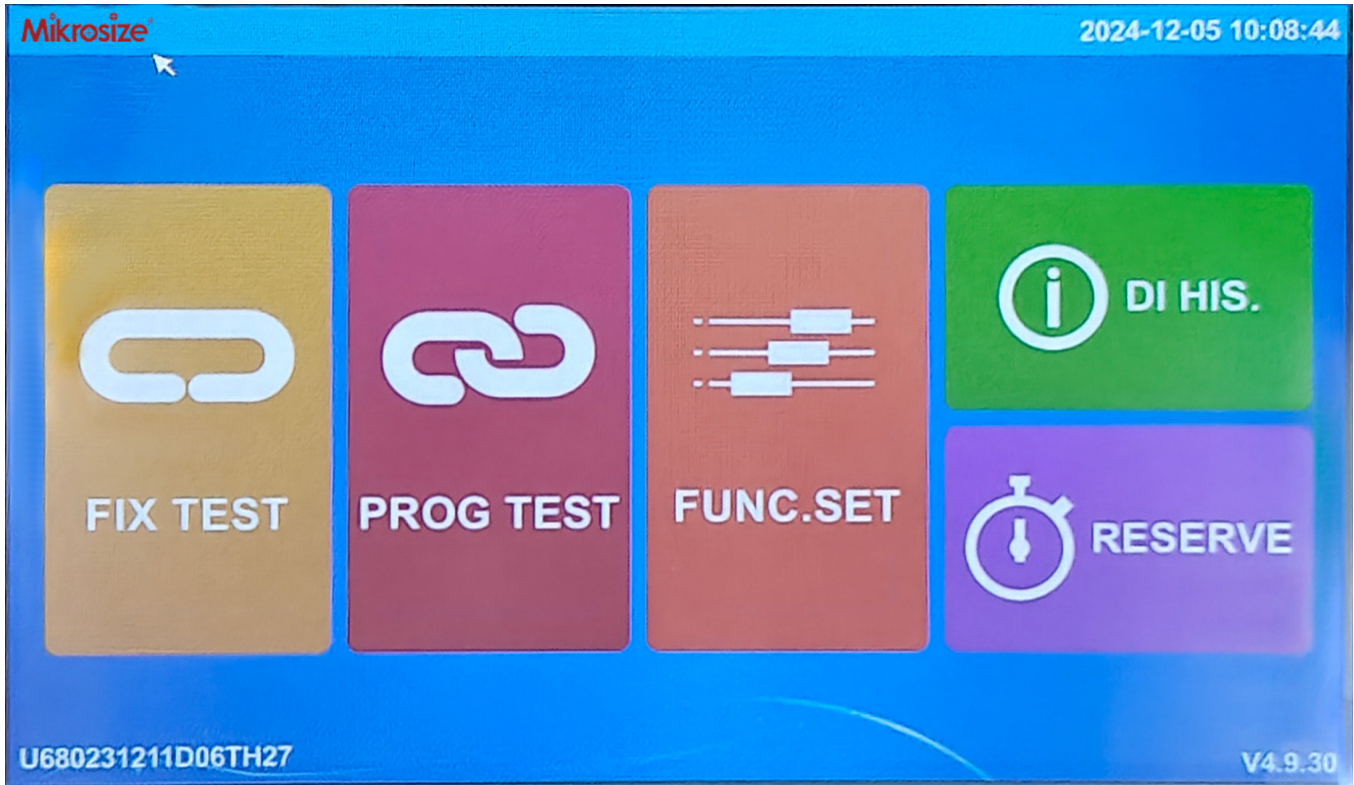 Mikrosize®
2024-12-05 10:08:44
FIX TEST
PROG TEST
FUNC.SET
DI HIS.
RESERVE
U680231211D06TH27
V4.9.30